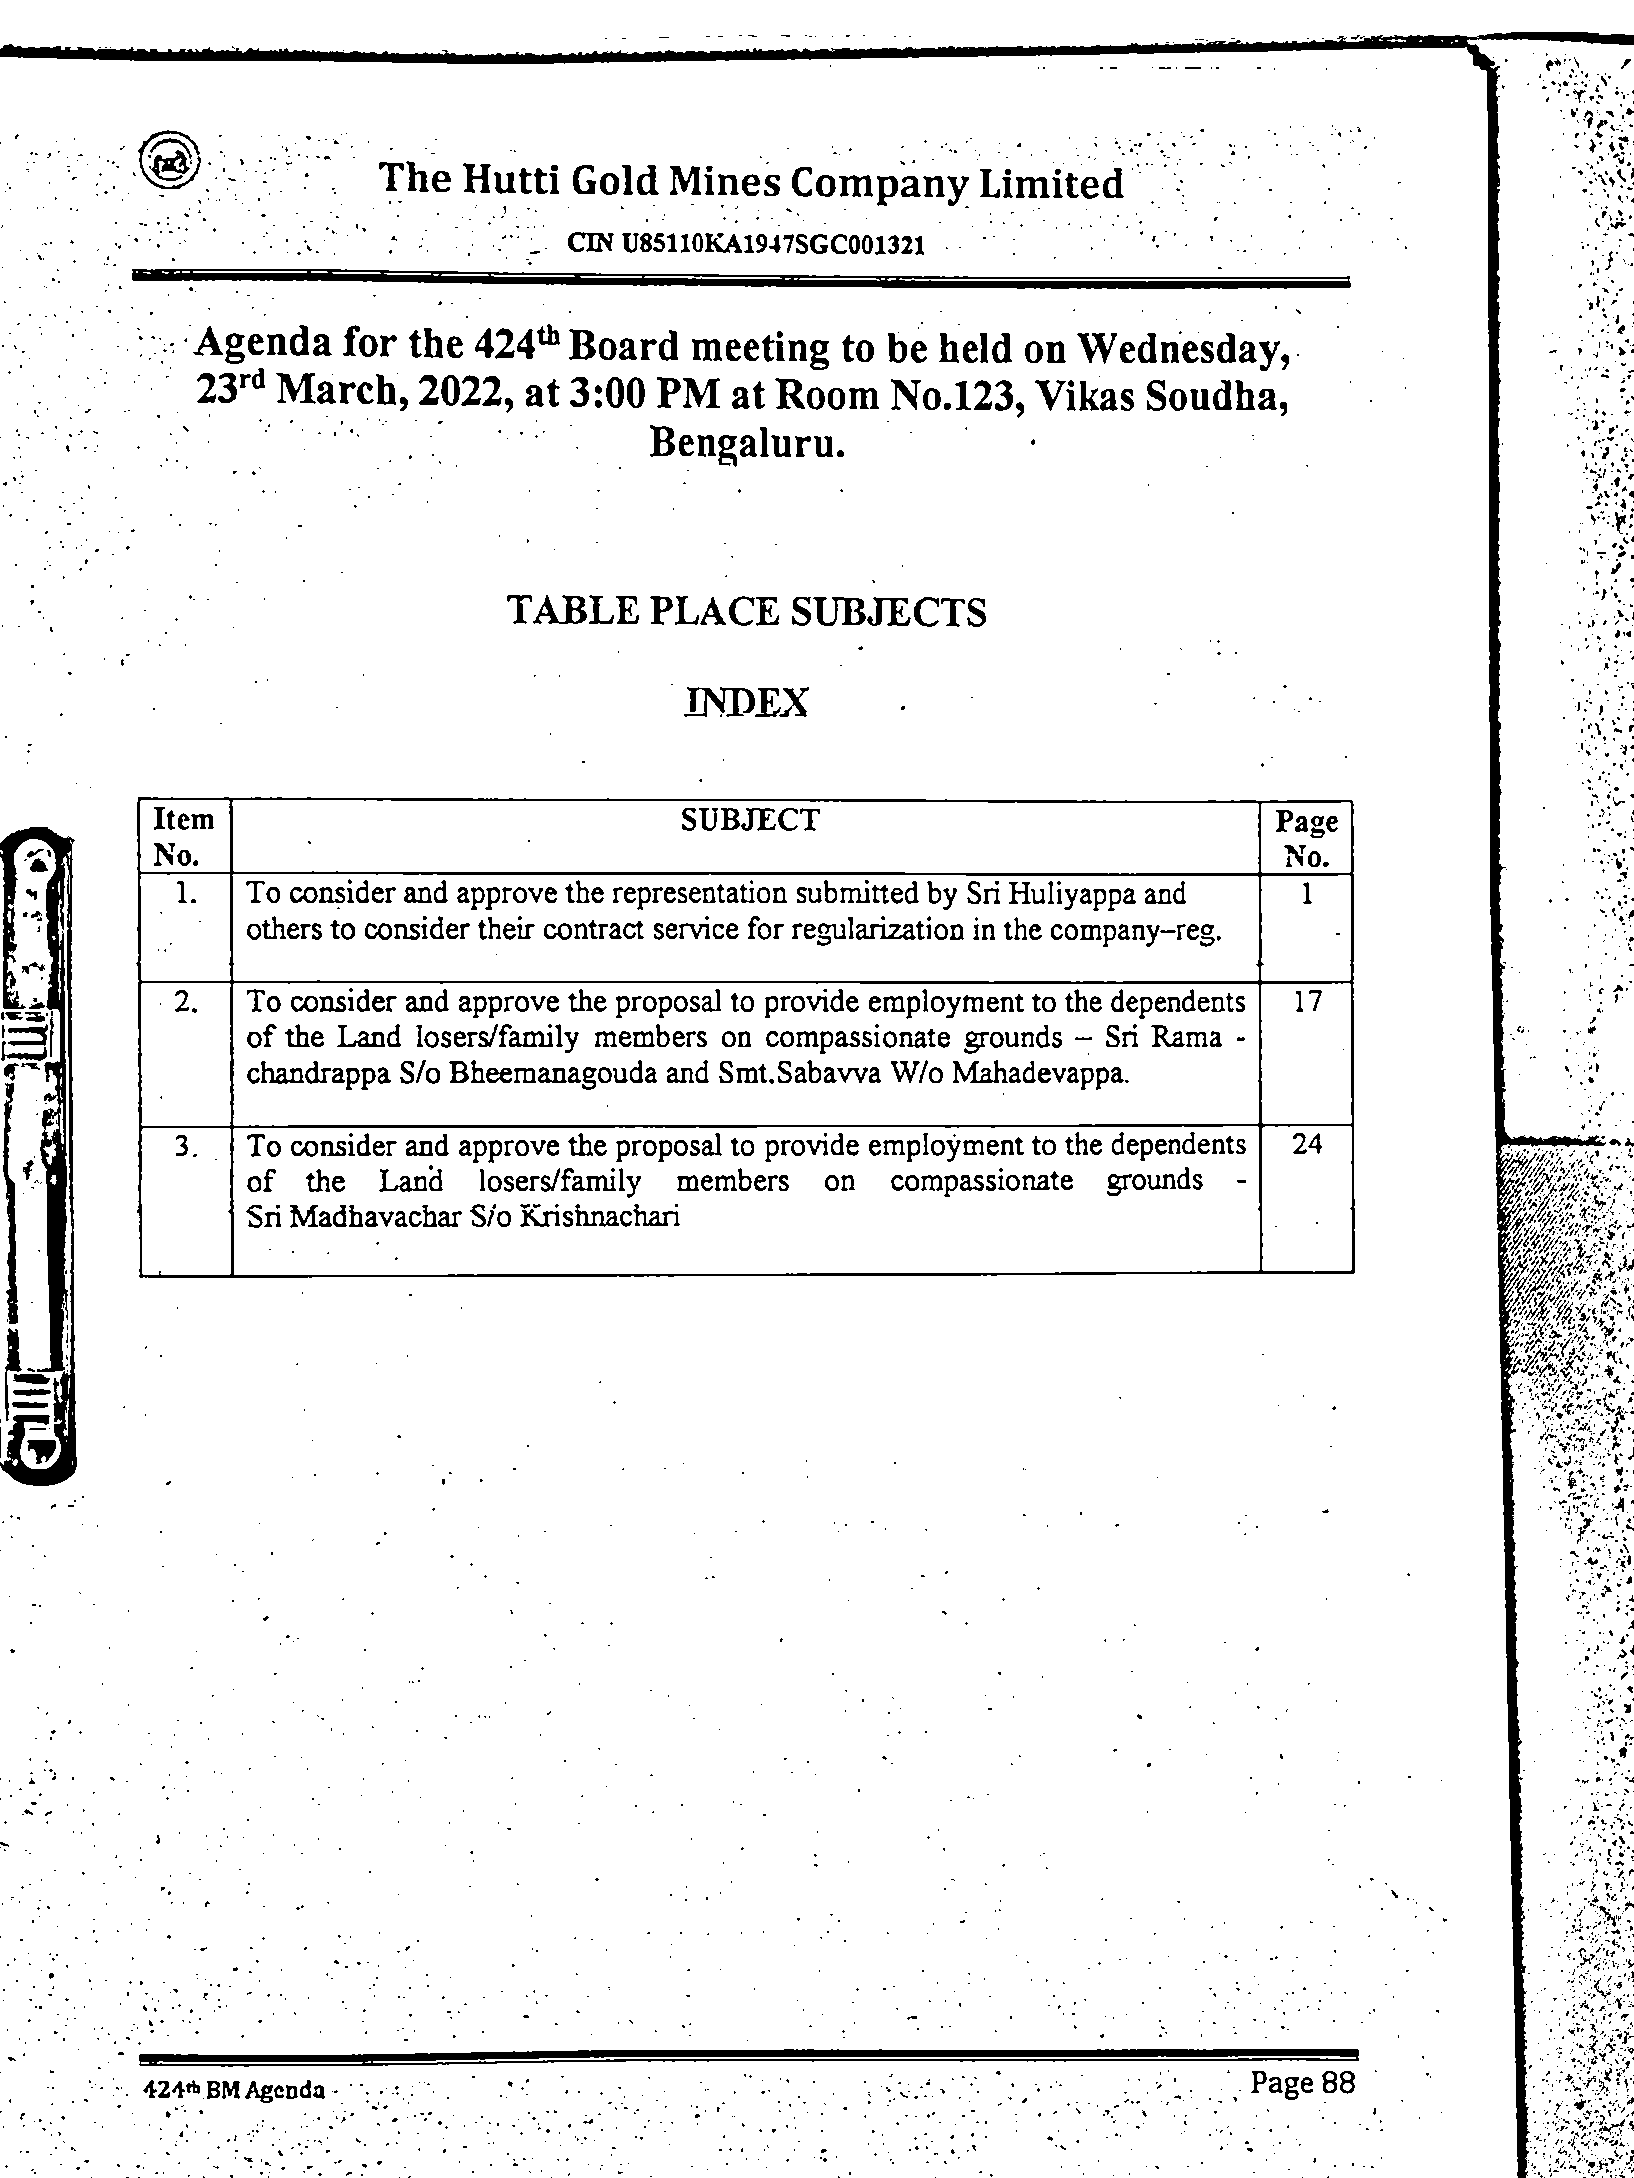 The Hutti Gold Mines Company Limited
CIN U85110KA1947SGC001321
Agenda for the 424th Board meeting to be held on Wednesday,
23rd March, 2022, at 3:00 PM at Room No.123, Vikas Soudha,
Bengaluru.
TABLE PLACE SUBJECTS
INDEX
Item No. SUBJECT Page No.
1. To consider and approve the representation submitted by Sri Huliyappa and 1
others to consider their contract service for regularization in the company–reg.
2. To consider and approve the proposal to provide employment to the dependents 17
of the Land losers/family members on compassionate grounds – Sri Rama -
chandrappa S/o Bheemanagouda and Smt.Sabavva W/o Mahadevappa.
3. To consider and approve the proposal to provide employment to the dependents 24
of the Land losers/family members on compassionate grounds -
Sri Madhavachar S/o Krishnachari
424th BM Agenda Page 88